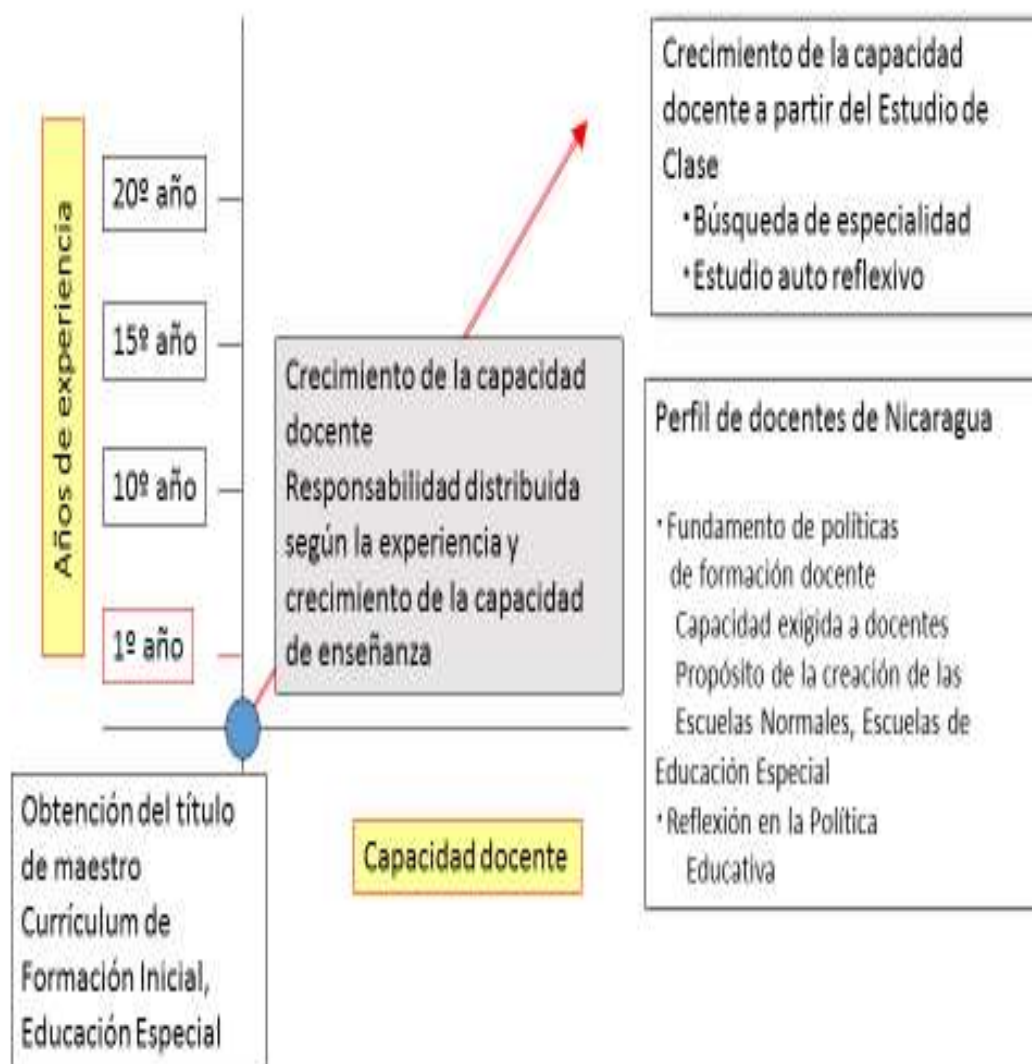 Años de experiencia
20º año
15º año
10º año
1º año
Crecimiento de la capacidad
docente
Responsabilidad distribuida
según la experiencia y
crecimiento de la capacidad
de enseñanza
Obtención del título
de maestro
Currículum de
Formación Inicial,
Educación Especial
Capacidad docente
Crecimiento de la capacidad
docente a partir del Estudio de
Clase
·Búsqueda de especialidad
·Estudio auto reflexivo
Perfil de docentes de Nicaragua
·Fundamento de políticas
de formación docente
Capacidad exigida a docentes
Propósito de la creación de las
Escuelas Normales, Escuelas de
Educación Especial
·Reflexión en la Política
Educativa